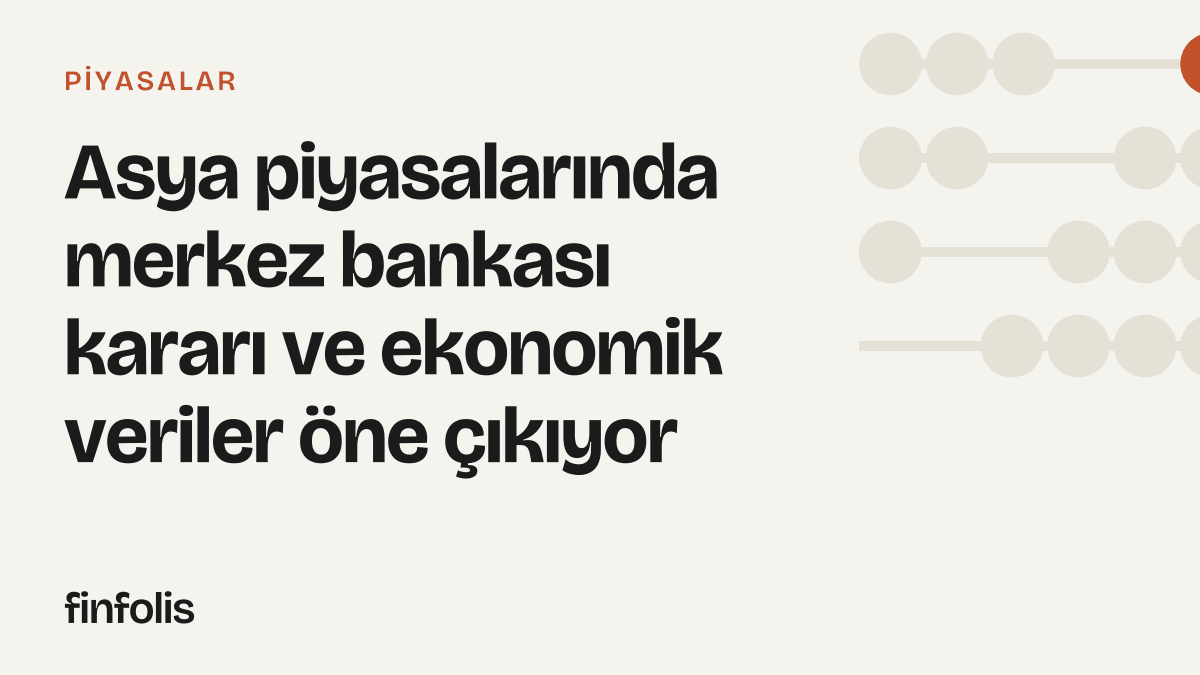 PİYASALAR
Asya piyasalarında
merkez bankası
kararı ve ekonomik
veriler öne çıkıyor
finfolis